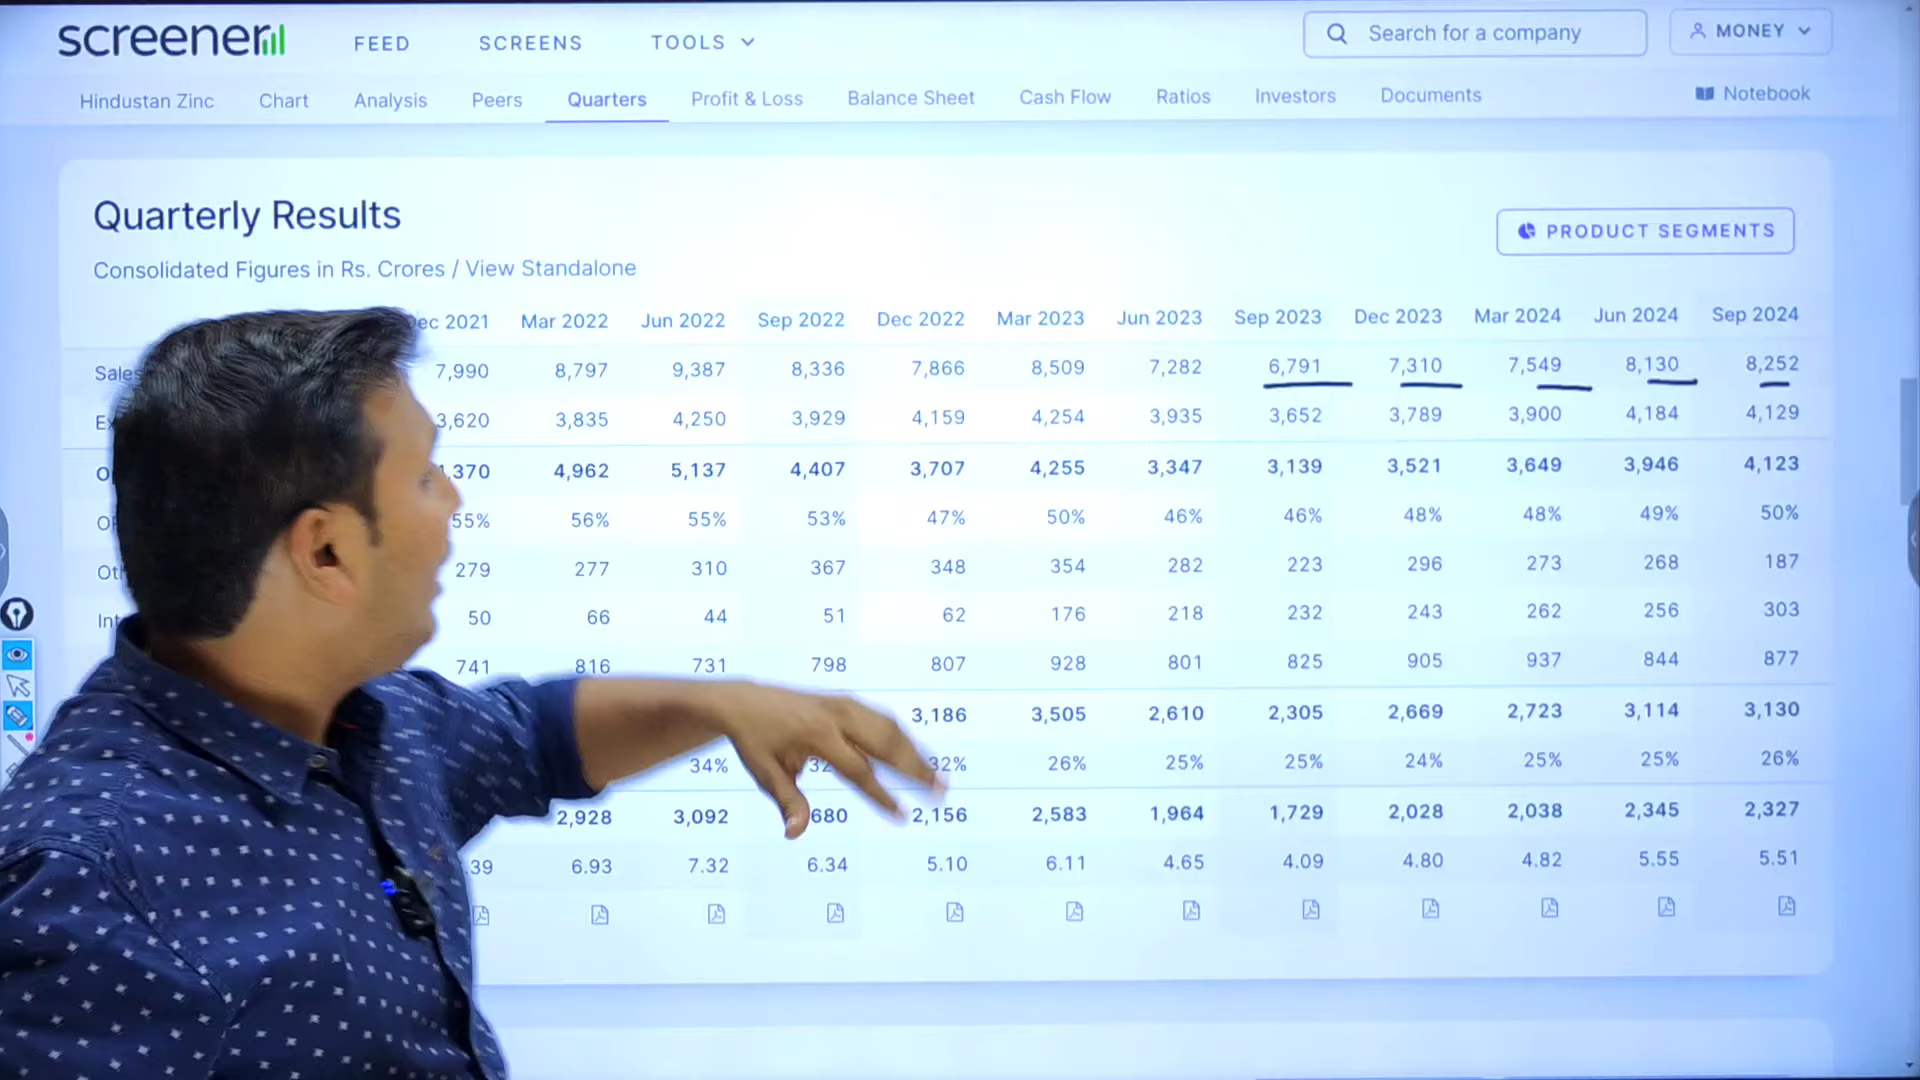 screener FEED SCREENS TOOLS Search for a company MONEY
Hindustan Zinc Chart Analysis Peers Quarters Profit & Loss Balance Sheet Cash Flow Ratios Investors Documents Notebook
Quarterly Results
PRODUCT SEGMENTS
Consolidated Figures in Rs. Crores / View Standalone
Dec 2021 Mar 2022 Jun 2022 Sep 2022 Dec 2022 Mar 2023 Jun 2023 Sep 2023 Dec 2023 Mar 2024 Jun 2024 Sep 2024
Sales 7,990 8,797 9,387 8,336 7,866 8,509 7,282 6,791 7,310 7,549 8,130 8,252
3,620 3,835 4,250 3,929 4,159 4,254 3,935 3,652 3,789 3,900 4,184 4,129
,370 4,962 5,137 4,407 3,707 4,255 3,347 3,139 3,521 3,649 3,946 4,123
55% 56% 55% 53% 47% 50% 46% 46% 48% 48% 49% 50%
279 277 310 367 348 354 282 223 296 273 268 187
50 66 44 51 62 176 218 232 243 262 256 303
741 816 731 798 807 928 801 825 905 937 844 877
3,186 3,505 2,610 2,305 2,669 2,723 3,114 3,130
34% 32 32% 26% 25% 25% 24% 25% 25% 26%
2,928 3,092 680 2,156 2,583 1,964 1,729 2,028 2,038 2,345 2,327
.39 6.93 7.32 6.34 5.10 6.11 4.65 4.09 4.80 4.82 5.55 5.51